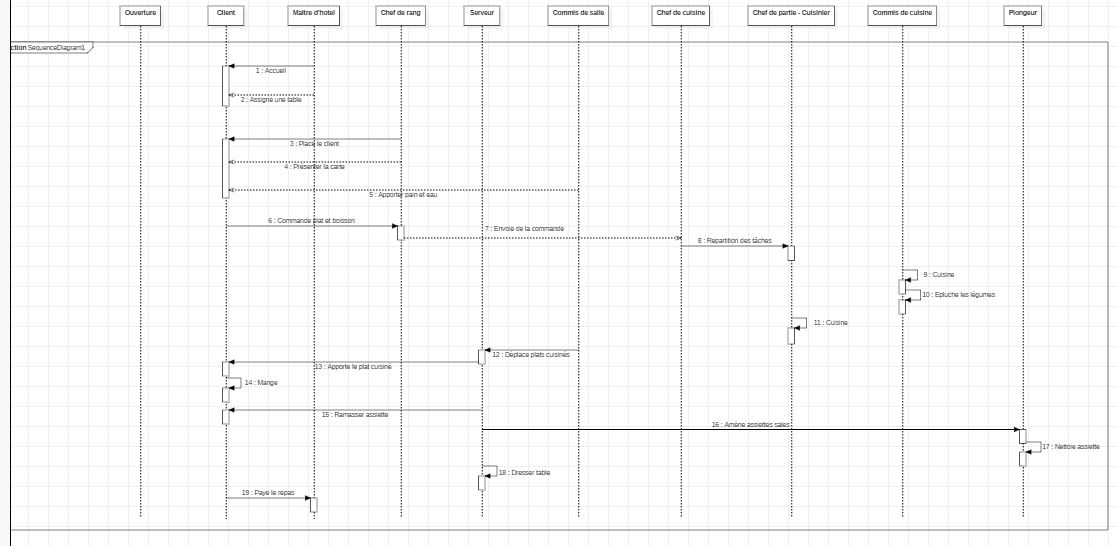 Ouverture
Client
Maitre d'hotel
Chef de rang
Serveur
Commis de salle
Chef de cuisine
Chef de partie - Cuisinier
Commis de cuisine
Plongeur
ction SequenceDiagram1
1 : Accueil
2 : Assigne une table
3 : Place le client
4 : Presenter la carte
5 : Apporter pain et eau
6 : Commande plat et boisson
7 : Envoie de la commande
8 : Repartition des tâches
9 : Cuisine
10 : Epluche les légumes
11 : Cuisine
12 : Deplace plats cuisines
13 : Apporte le plat cuisine
14 : Mange
15 : Ramasser assiette
16 : Amène assiettes sales
17 : Nettoie assiette
18 : Dresser table
19 : Paye le repas